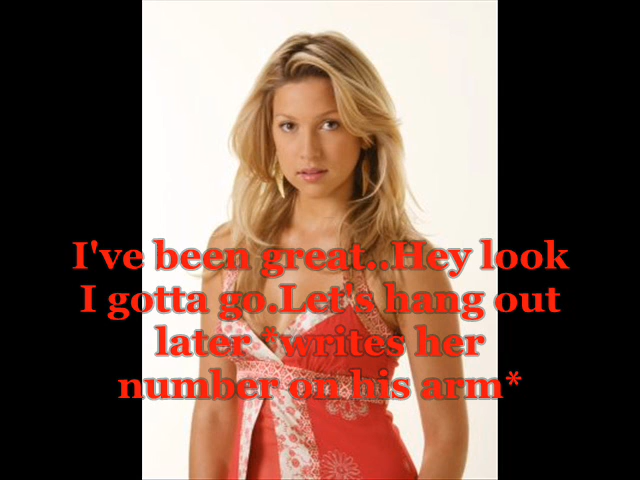 I've been great..Hey look
I gotta go.Let's hang out
later *writes her
number on his arm*